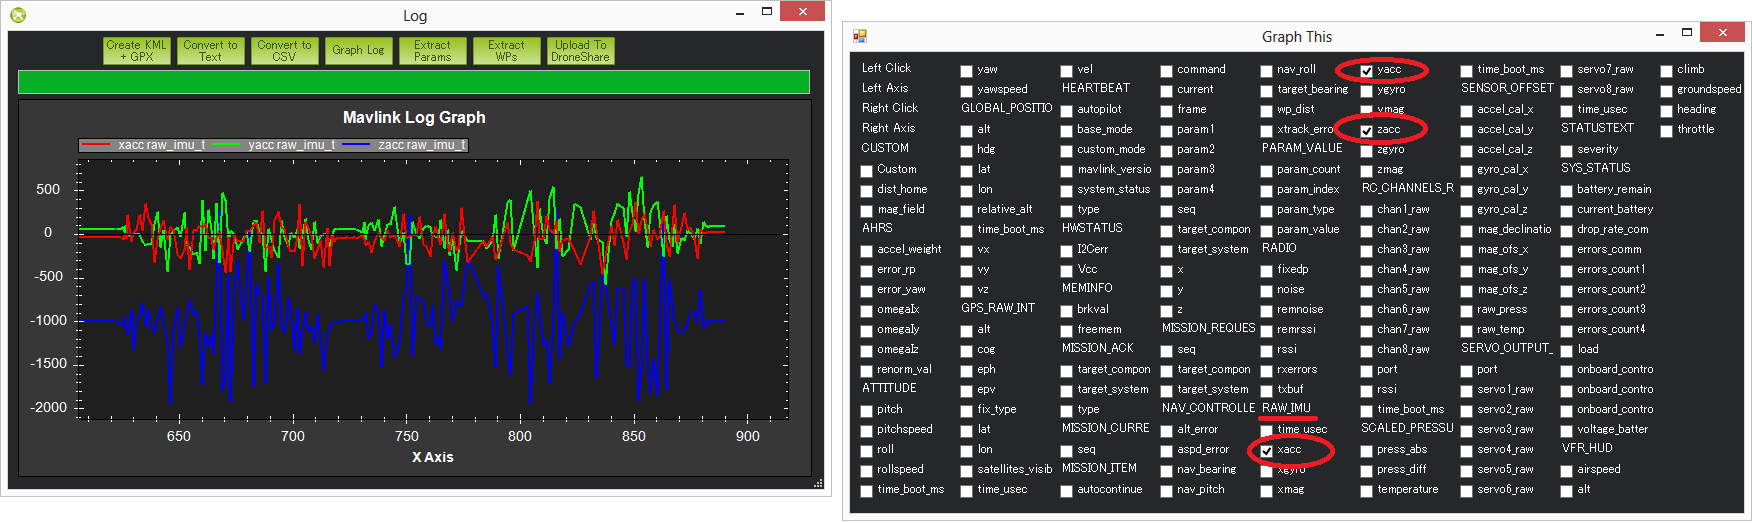 Log
Create KML + GPX
Convert to Text
Convert to CSV
Graph Log
Extract Params
Extract WPs
Upload To DroneShare
Mavlink Log Graph
xacc raw_imu_t
yacc raw_imu_t
zacc raw_imu_t
500
0
-500
-1000
-1500
-2000
650
700
750
800
850
900
X Axis
Graph This
Left Click
Left Axis
Right Click
Right Axis
CUSTOM
Custom
dist_home
mag_field
AHRS
accel_weight
error_rp
error_yaw
omegaIx
omegaIy
omegaIz
renorm_val
ATTITUDE
pitch
pitchspeed
roll
rollspeed
time_boot_ms
yaw
yawspeed
GLOBAL_POSITIO
alt
hdg
lat
lon
relative_alt
time_boot_ms
vx
vy
vz
GPS_RAW_INT
alt
cog
eph
epv
fix_type
lat
lon
satellites_visib
time_usec
vel
HEARTBEAT
autopilot
base_mode
custom_mode
mavlink_versio
system_status
type
HWSTATUS
I2Cerr
Vcc
MEMINFO
brkval
freemem
MISSION_ACK
target_compon
target_system
type
MISSION_CURRE
seq
MISSION_ITEM
autocontinue
command
current
frame
param1
param2
param3
param4
seq
target_compon
target_system
x
y
z
MISSION_REQUES
seq
target_compon
target_system
NAV_CONTROLLE
alt_error
aspd_error
nav_bearing
nav_pitch
nav_roll
target_bearing
wp_dist
xtrack_erro
PARAM_VALUE
param_count
param_index
param_type
param_value
RADIO
fixedp
noise
remnoise
remrssi
rssi
rxerrors
txbuf
RAW_IMU
time_usec
xacc
xgyro
xmag
yacc
ygyro
ymag
zacc
zgyro
zmag
RC_CHANNELS_R
chan1_raw
chan2_raw
chan3_raw
chan4_raw
chan5_raw
chan6_raw
chan7_raw
chan8_raw
port
rssi
time_boot_ms
SCALED_PRESSU
press_abs
press_diff
temperature
time_boot_ms
SENSOR_OFFSET
accel_cal_x
accel_cal_y
accel_cal_z
gyro_cal_x
gyro_cal_y
gyro_cal_z
mag_declinatio
mag_ofs_x
mag_ofs_y
mag_ofs_z
raw_press
raw_temp
SERVO_OUTPUT_
port
servo1_raw
servo2_raw
servo3_raw
servo4_raw
servo5_raw
servo6_raw
servo7_raw
servo8_raw
time_usec
STATUSTEXT
severity
SYS_STATUS
battery_remain
current_battery
drop_rate_com
errors_comm
errors_count1
errors_count2
errors_count3
errors_count4
load
onboard_contro
onboard_contro
onboard_contro
voltage_batter
VFR_HUD
airspeed
alt
climb
groundspeed
heading
throttle